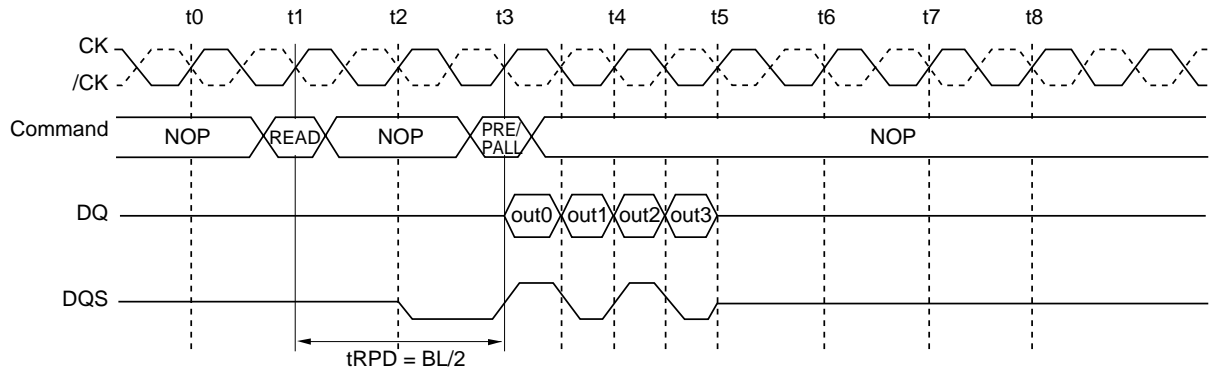 t0 t1 t2 t3 t4 t5 t6 t7 t8
CK
/CK
Command NOP READ NOP PRE/ PALL NOP
DQ out0 out1 out2 out3
DQS
tRPD = BL/2